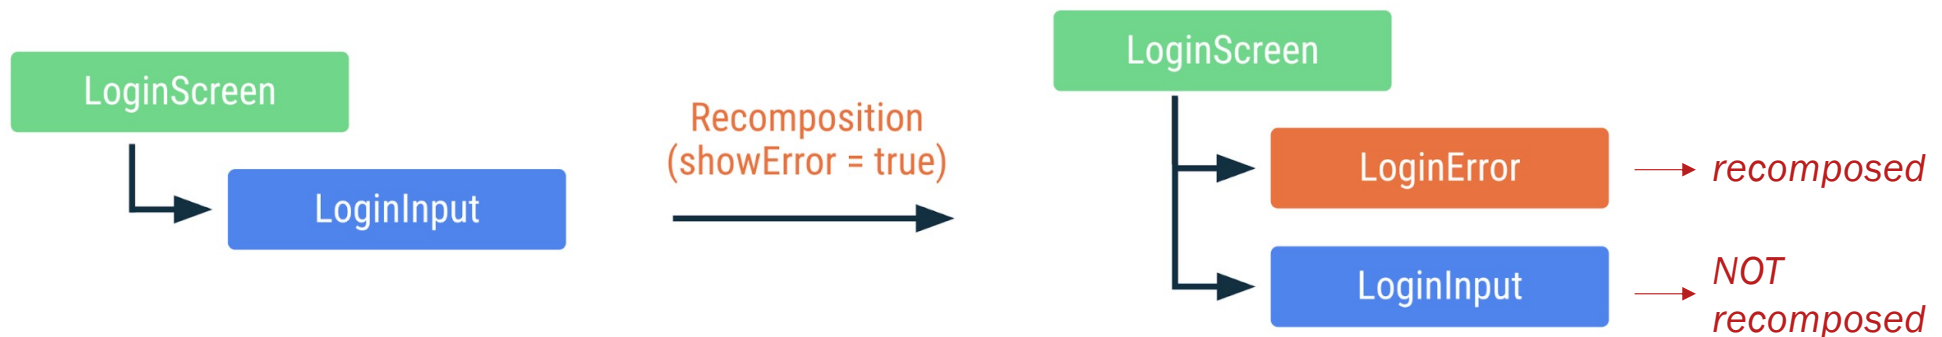 LoginScreen
LoginInput
Recomposition
(showError = true)
LoginScreen
LoginError
recomposed
LoginInput
NOT
recomposed